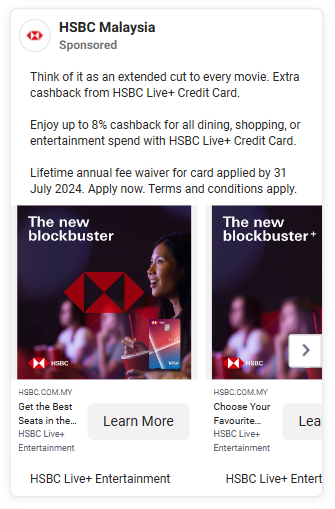 HSBC Malaysia
Sponsored
Think of it as an extended cut to every movie. Extra
cashback from HSBC Live+ Credit Card.
Enjoy up to 8% cashback for all dining, shopping, or
entertainment spend with HSBC Live+ Credit Card.
Lifetime annual fee waiver for card applied by 31
July 2024. Apply now. Terms and conditions apply.
The new
blockbuster
HSBC
VISA
HSBC.COM.MY
Get the Best
Seats in the...
HSBC Live+
Entertainment
Learn More
HSBC Live+ Entertainment
The new
blockbuster+
HSBC
HSBC.COM.MY
Choose Your
Favourite...
HSBC Live+
Entertainment
Lea
HSBC Live+ Entert